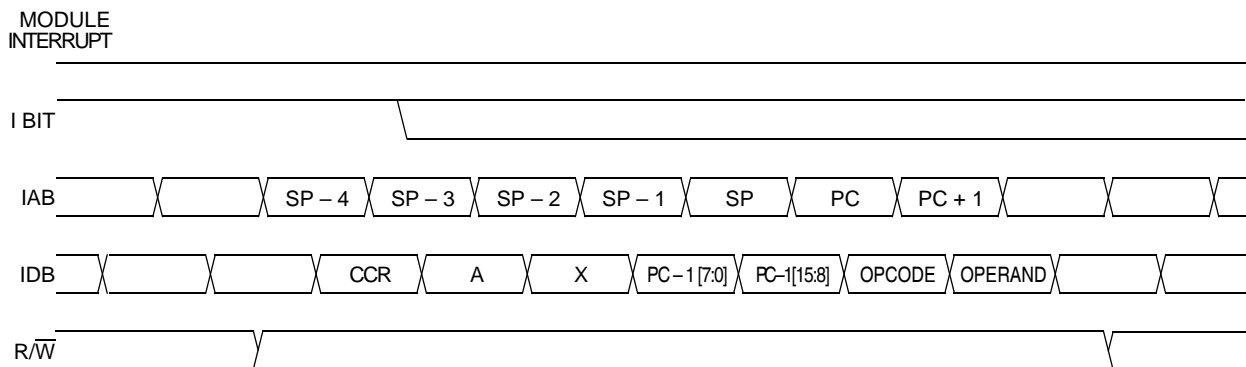 MODULE
INTERRUPT
I BIT
IAB SP – 4 SP – 3 SP – 2 SP – 1 SP PC PC + 1
IDB CCR A X PC – 1 [7:0] PC–1[15:8] OPCODE OPERAND
R/W̅